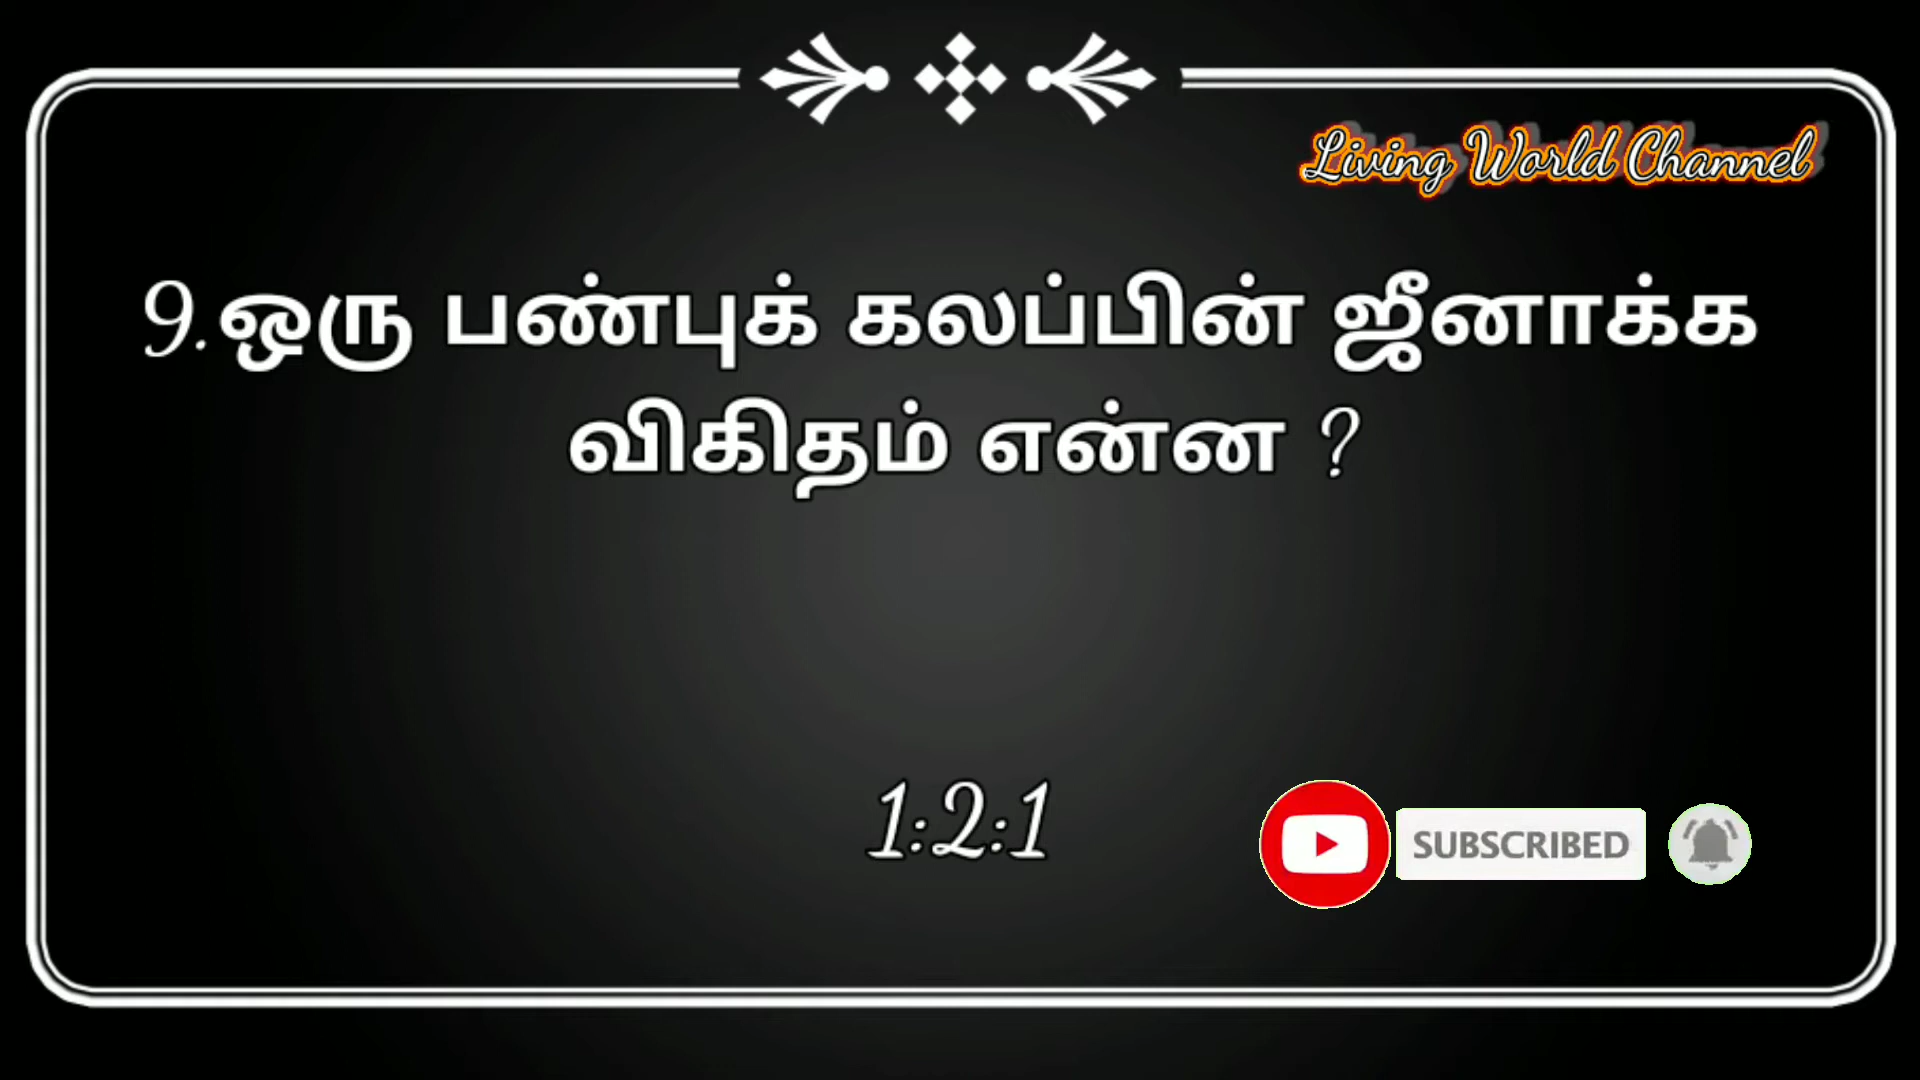 Living World Channel
9.ஒரு பண்புக் கலப்பின் ஜீனாக்க
விகிதம் என்ன ?
1:2:1
SUBSCRIBED